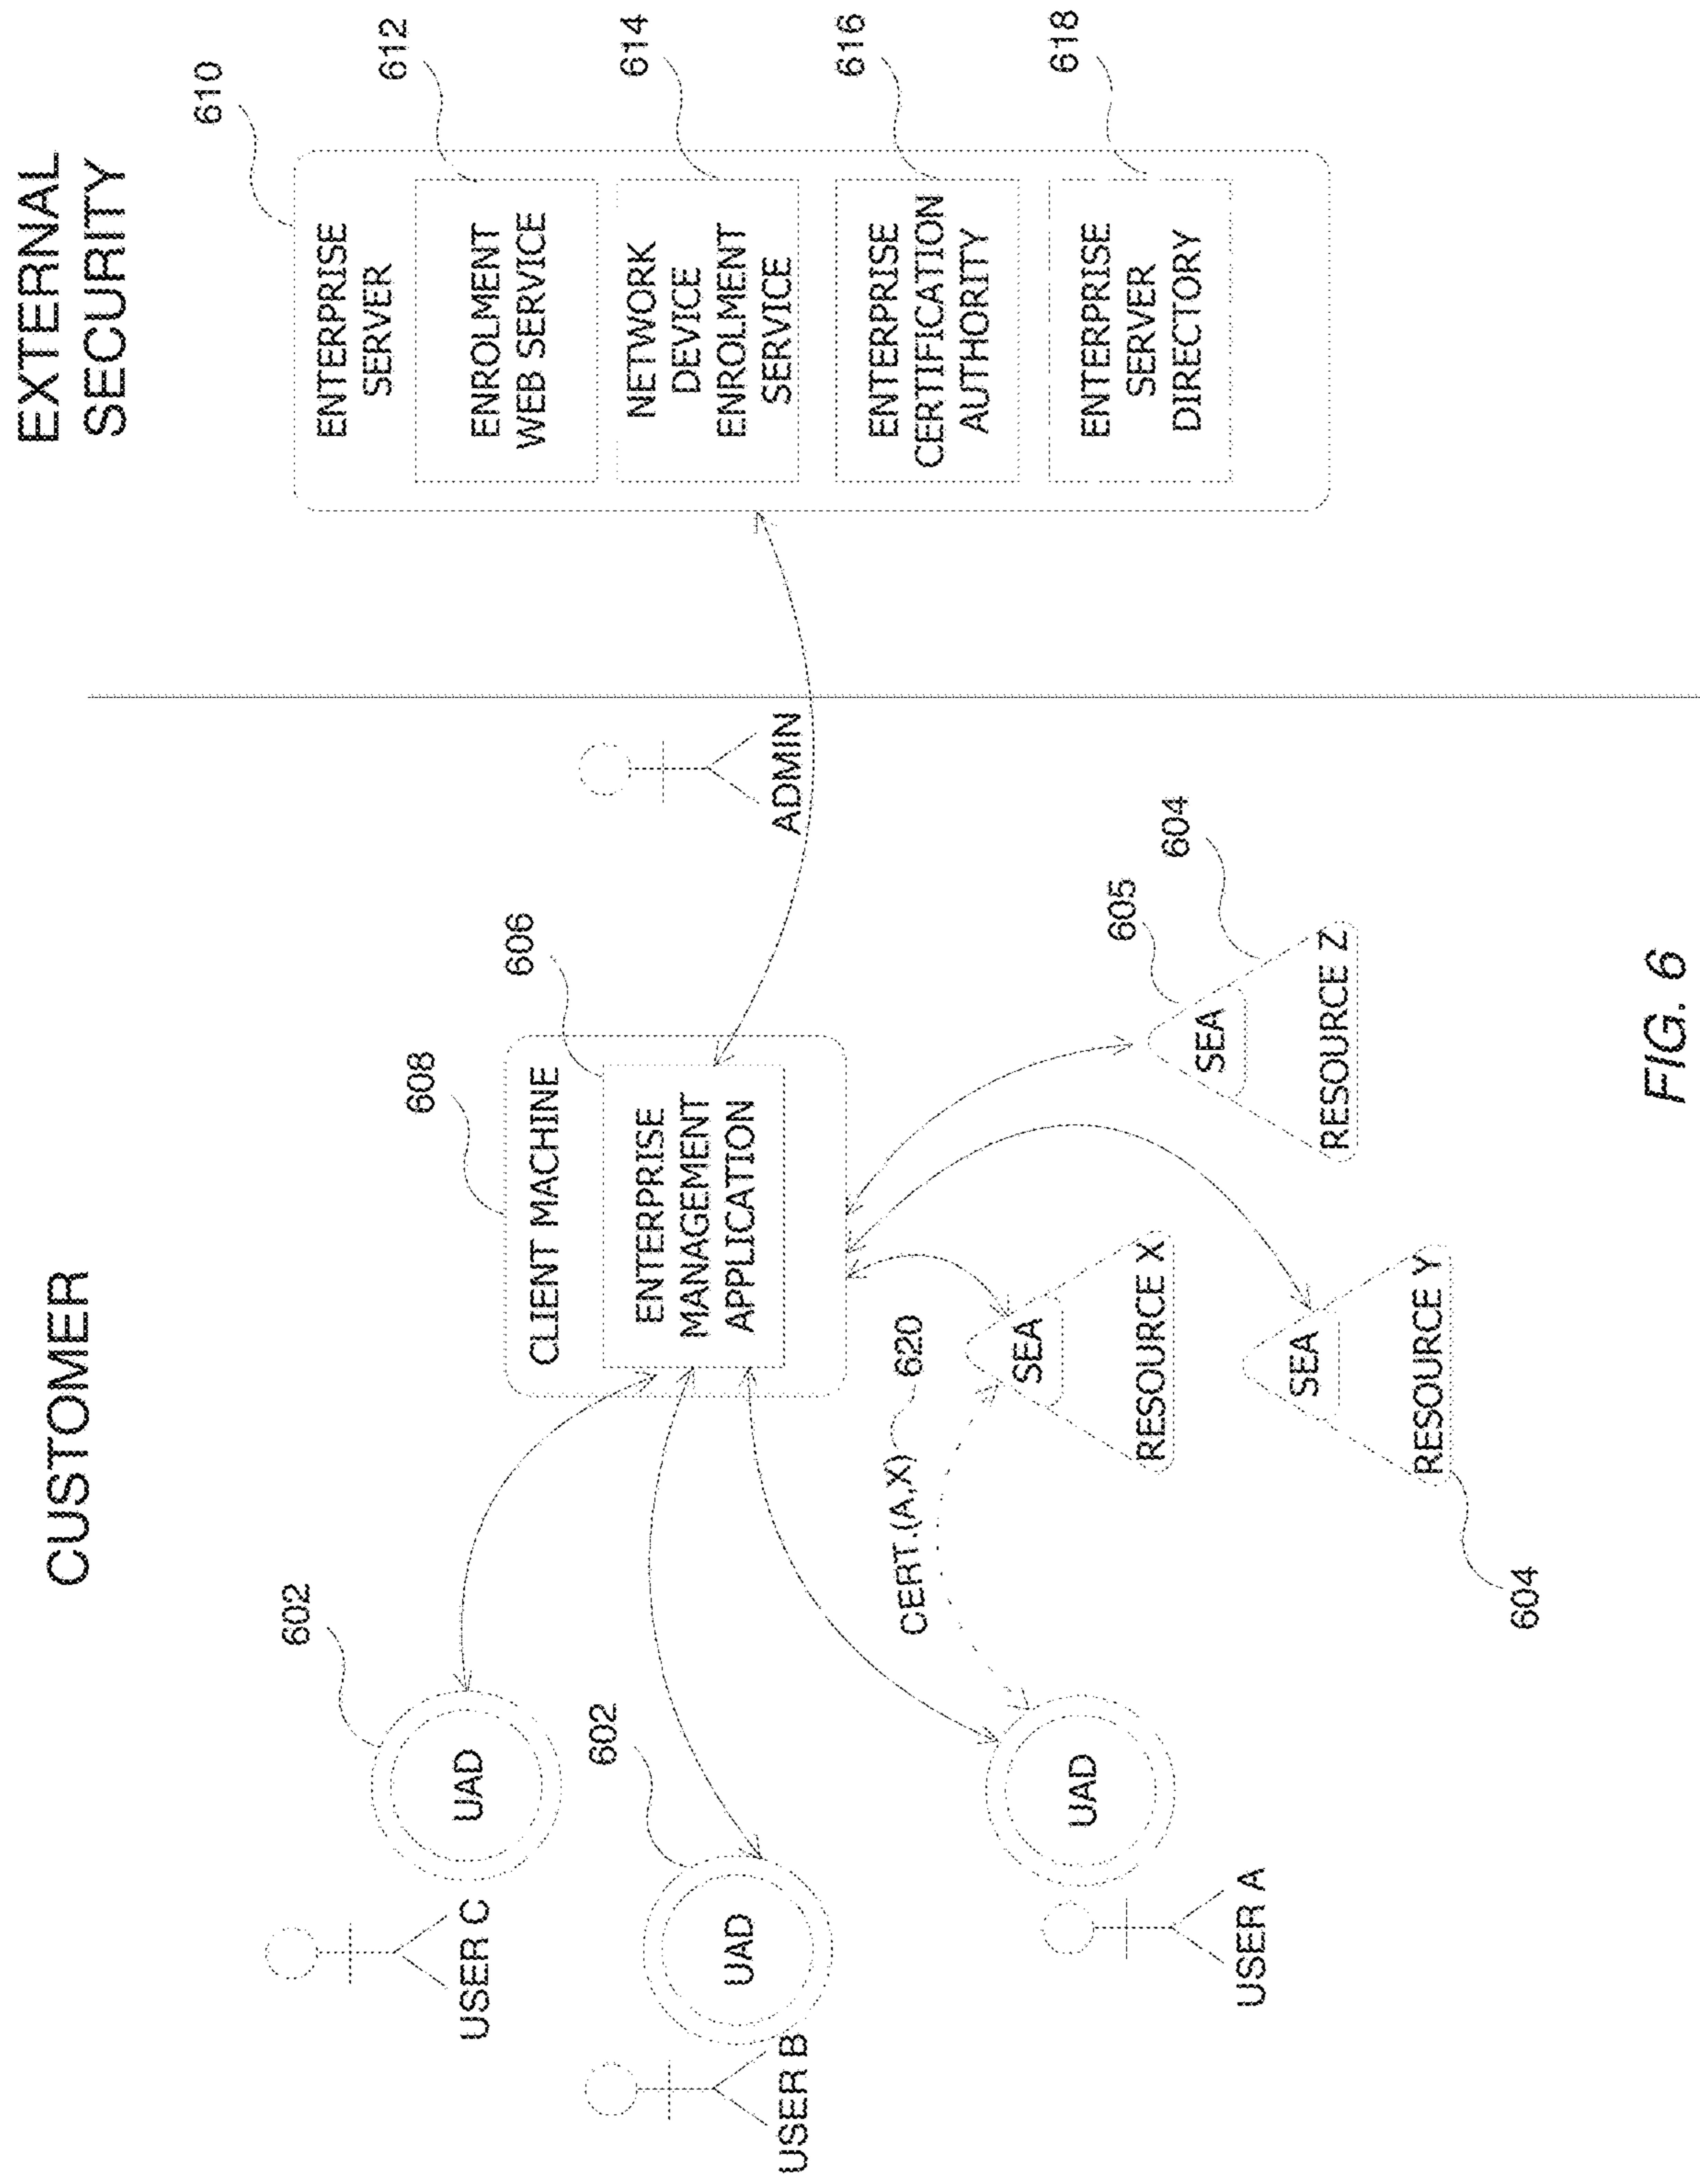 CUSTOMER
EXTERNAL
SECURITY
602
UAD
USER C
602
UAD
USER B
UAD
USER A
608
606
CLIENT MACHINE
ENTERPRISE
MANAGEMENT
APPLICATION
ADMIN
CERT.(A,X)
620
SEA
RESOURCE X
SEA
RESOURCE Y
604
605
604
SEA
RESOURCE Z
610
ENTERPRISE
SERVER
612
ENROLMENT
WEB SERVICE
614
NETWORK
DEVICE
ENROLMENT
SERVICE
616
ENTERPRISE
CERTIFICATION
AUTHORITY
618
ENTERPRISE
SERVER
DIRECTORY
FIG. 6